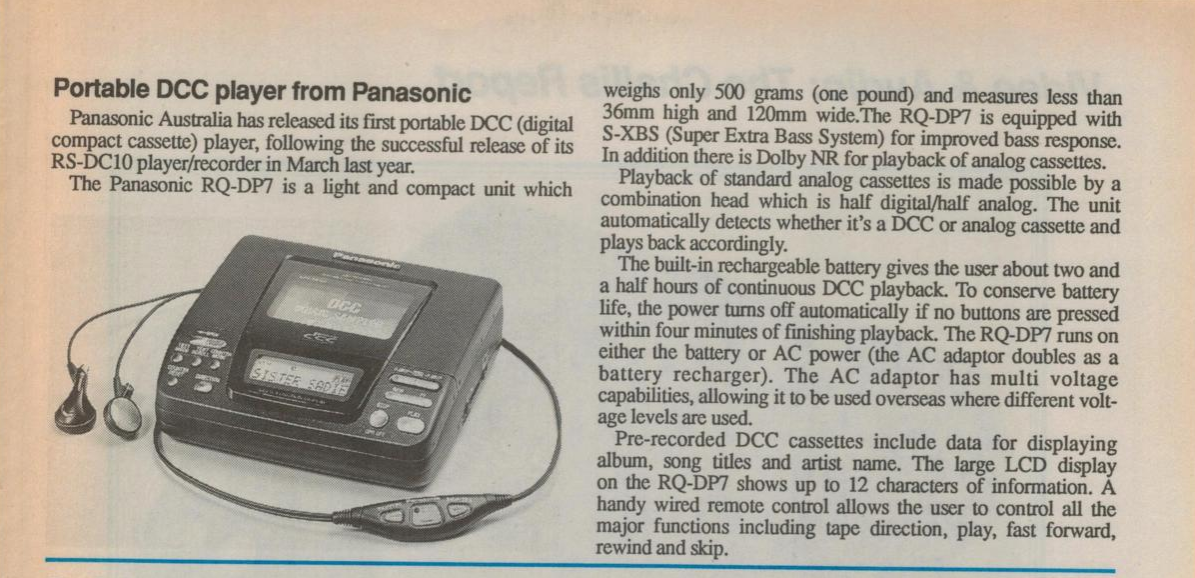 Portable DCC player from Panasonic
Panasonic Australia has released its first portable DCC (digital
compact cassette) player, following the successful release of its
RS-DC10 player/recorder in March last year.
The Panasonic RQ-DP7 is a light and compact unit which
Panasonic
DCC
DCC
SISTER SADIE
weighs only 500 grams (one pound) and measures less than
36mm high and 120mm wide.The RQ-DP7 is equipped with
S-XBS (Super Extra Bass System) for improved bass response.
In addition there is Dolby NR for playback of analog cassettes.
Playback of standard analog cassettes is made possible by a
combination head which is half digital/half analog. The unit
automatically detects whether it's a DCC or analog cassette and
plays back accordingly.
The built-in rechargeable battery gives the user about two and
a half hours of continuous DCC playback. To conserve battery
life, the power turns off automatically if no buttons are pressed
within four minutes of finishing playback. The RQ-DP7 runs on
either the battery or AC power (the AC adaptor doubles as a
battery recharger). The AC adaptor has multi voltage
capabilities, allowing it to be used overseas where different volt-
age levels are used.
Pre-recorded DCC cassettes include data for displaying
album, song titles and artist name. The large LCD display
on the RQ-DP7 shows up to 12 characters of information. A
handy wired remote control allows the user to control all the
major functions including tape direction, play, fast forward,
rewind and skip.